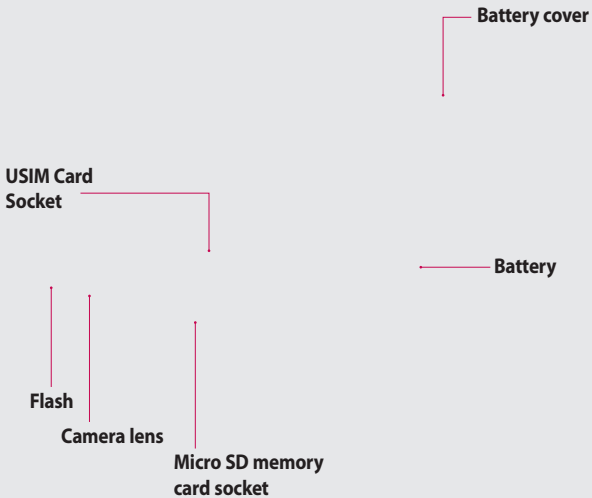 Battery cover
USIM Card
Socket
Battery
Flash
Camera lens
Micro SD memory
card socket